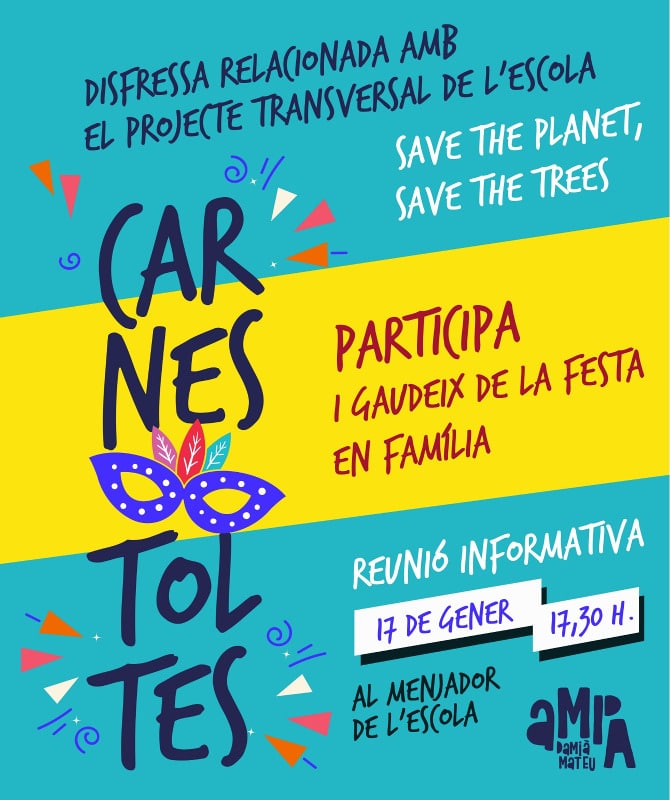 DISFRESSA RELACIONADA AMB
EL PROJECTE TRANSVERSAL DE L'ESCOLA
SAVE THE PLANET,
SAVE THE TREES
CAR
NES
TOL
TES
PARTICIPA
I GAUDEIX DE LA FESTA
EN FAMÍLIA
REUNIÓ INFORMATIVA
17 DE GENER 17,30 H.
AL MENJADOR
DE L'ESCOLA
AMPA
DAMIÀ
MATEU